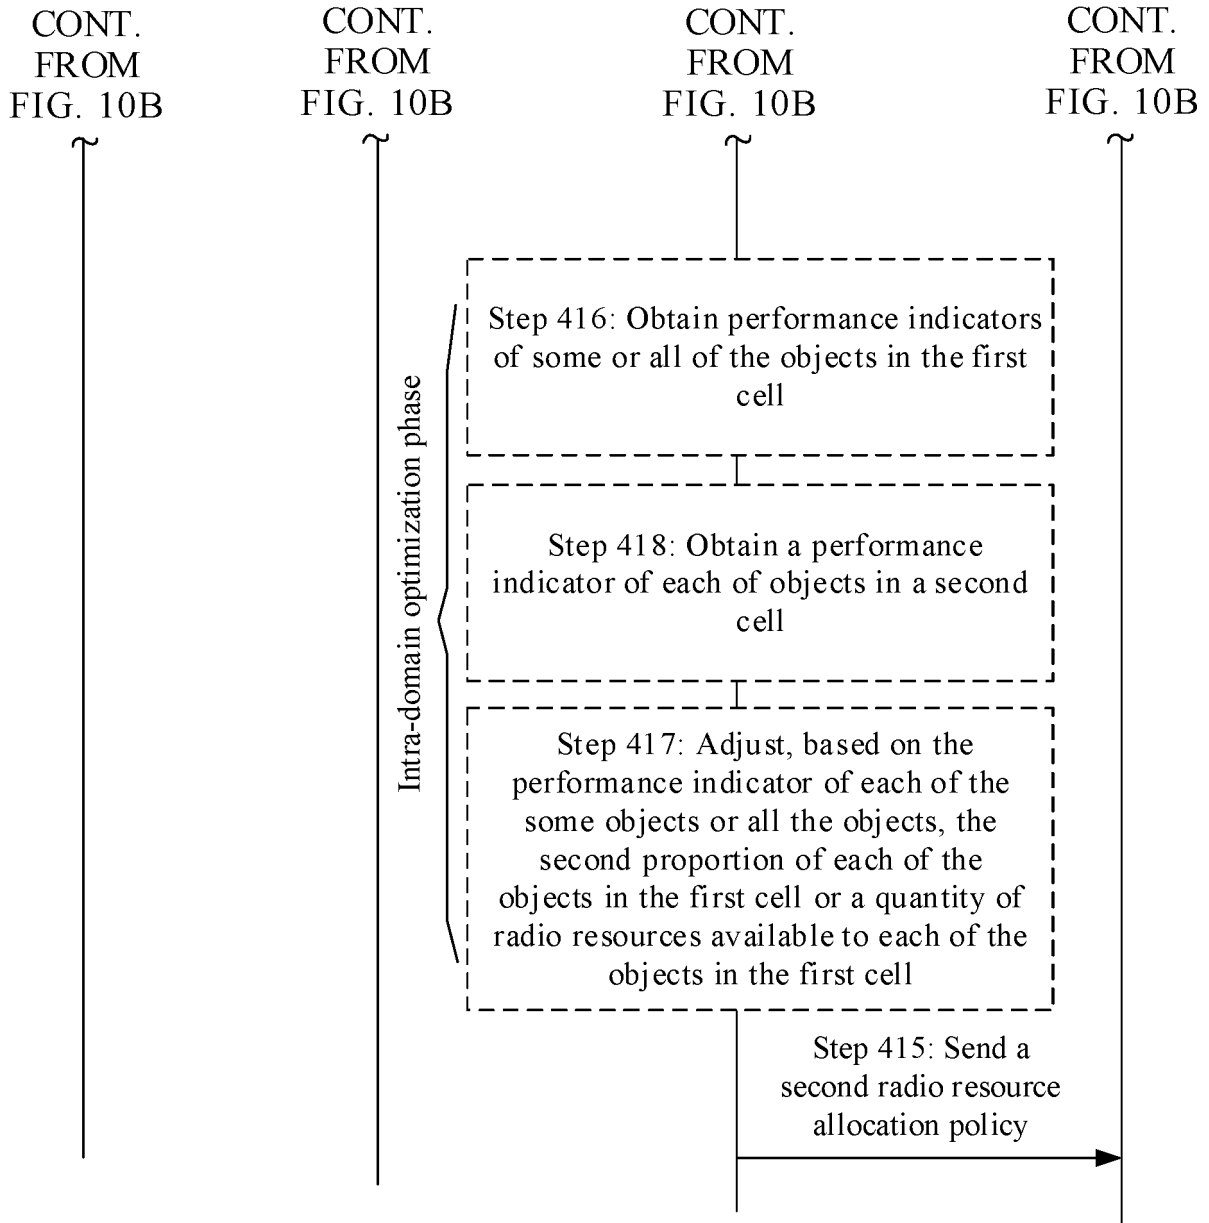 CONT.
FROM
FIG. 10B
CONT.
FROM
FIG. 10B
CONT.
FROM
FIG. 10B
CONT.
FROM
FIG. 10B
Intra-domain optimization phase
Step 416: Obtain performance indicators
of some or all of the objects in the first
cell
Step 418: Obtain a performance
indicator of each of objects in a second
cell
Step 417: Adjust, based on the
performance indicator of each of the
some objects or all the objects, the
second proportion of each of the
objects in the first cell or a quantity of
radio resources available to each of the
objects in the first cell
Step 415: Send a
second radio resource
allocation policy